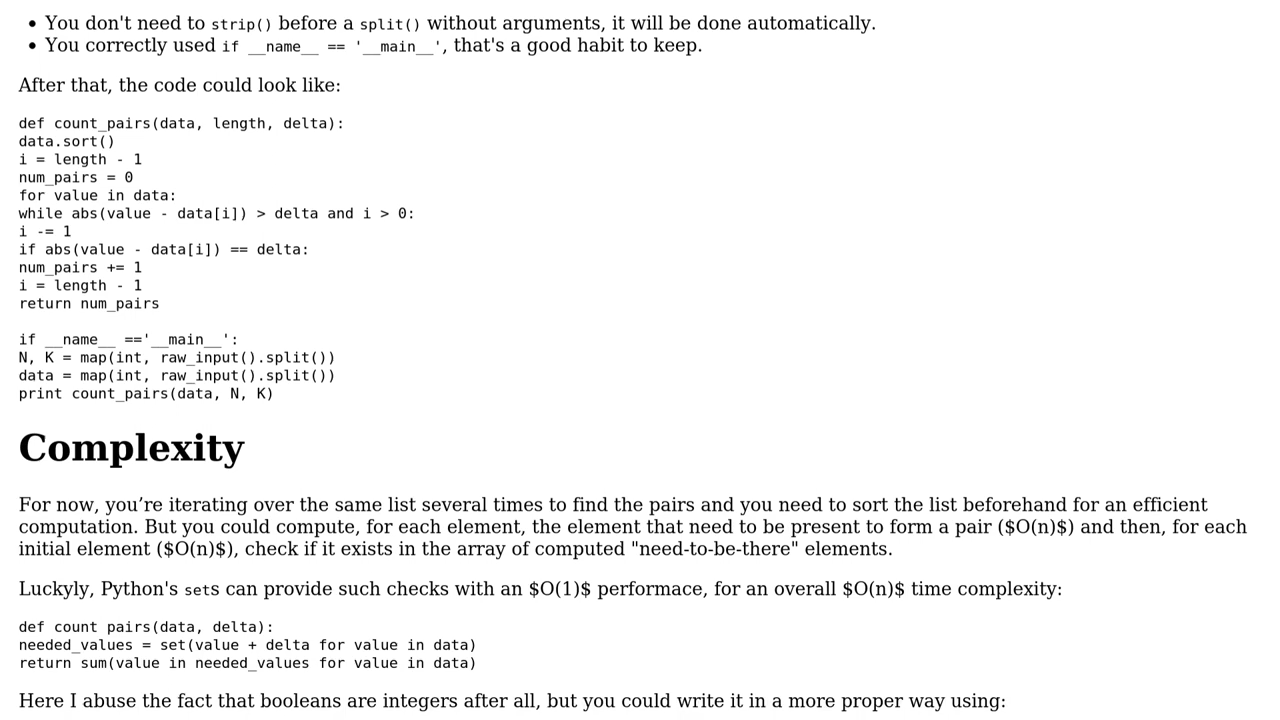 • You don't need to strip() before a split() without arguments, it will be done automatically.
• You correctly used if __name__ == '__main__', that's a good habit to keep.
After that, the code could look like:
def count_pairs(data, length, delta):
data.sort()
i = length - 1
num_pairs = 0
for value in data:
while abs(value - data[i]) > delta and i > 0:
i -= 1
if abs(value - data[i]) == delta:
num_pairs += 1
i = length - 1
return num_pairs
if __name__ =='__main__':
N, K = map(int, raw_input().split())
data = map(int, raw_input().split())
print count_pairs(data, N, K)
Complexity
For now, you’re iterating over the same list several times to find the pairs and you need to sort the list beforehand for an efficient
computation. But you could compute, for each element, the element that need to be present to form a pair ($O(n)$) and then, for each
initial element ($O(n)$), check if it exists in the array of computed "need-to-be-there" elements.
Luckyly, Python's sets can provide such checks with an $O(1)$ performace, for an overall $O(n)$ time complexity:
def count pairs(data, delta):
needed_values = set(value + delta for value in data)
return sum(value in needed_values for value in data)
Here I abuse the fact that booleans are integers after all, but you could write it in a more proper way using: